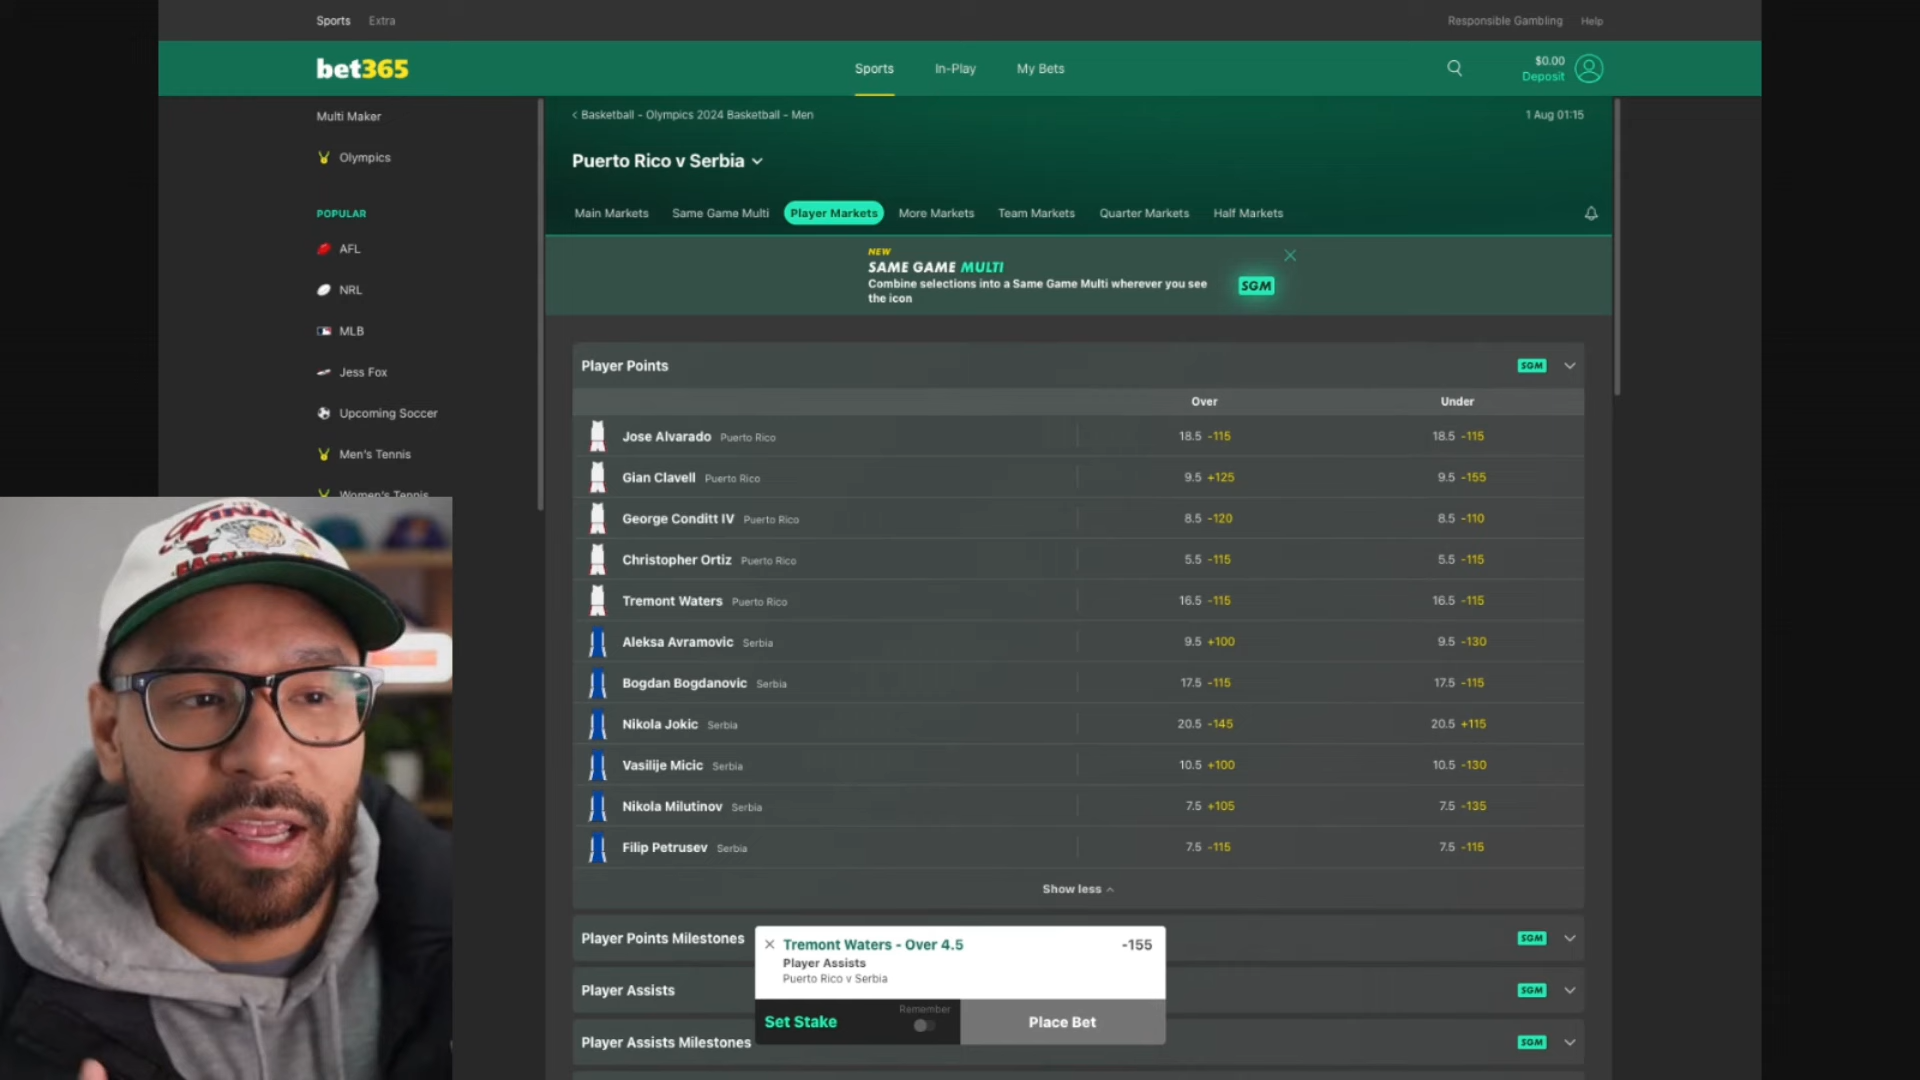 Sports Extra Responsible Gambling Help
bet365 Sports In-Play My Bets $0.00
Deposit
Multi Maker
Olympics
POPULAR
AFL
NRL
MLB
Jess Fox
Upcoming Soccer
Men's Tennis
Women's Tennis
< Basketball - Olympics 2024 Basketball - Men 1 Aug 01:15
Puerto Rico v Serbia
Main Markets Same Game Multi Player Markets More Markets Team Markets Quarter Markets Half Markets
NEW
SAME GAME MULTI
Combine selections into a Same Game Multi wherever you see
the icon
SGM
Player Points SGM
Over Under
Jose Alvarado Puerto Rico 18.5 -115 18.5 -115
Gian Clavell Puerto Rico 9.5 +125 9.5 -155
George Conditt IV Puerto Rico 8.5 -120 8.5 -110
Christopher Ortiz Puerto Rico 5.5 -115 5.5 -115
Tremont Waters Puerto Rico 16.5 -115 16.5 -115
Aleksa Avramovic Serbia 9.5 +100 9.5 -130
Bogdan Bogdanovic Serbia 17.5 -115 17.5 -115
Nikola Jokic Serbia 20.5 -145 20.5 +115
Vasilije Micic Serbia 10.5 +100 10.5 -130
Nikola Milutinov Serbia 7.5 +105 7.5 -135
Filip Petrusev Serbia 7.5 -115 7.5 -115
Show less
Player Points Milestones SGM
Player Assists SGM
Player Assists Milestones SGM
Tremont Waters - Over 4.5 -155
Player Assists
Puerto Rico v Serbia
Set Stake Remember Place Bet
FINALS